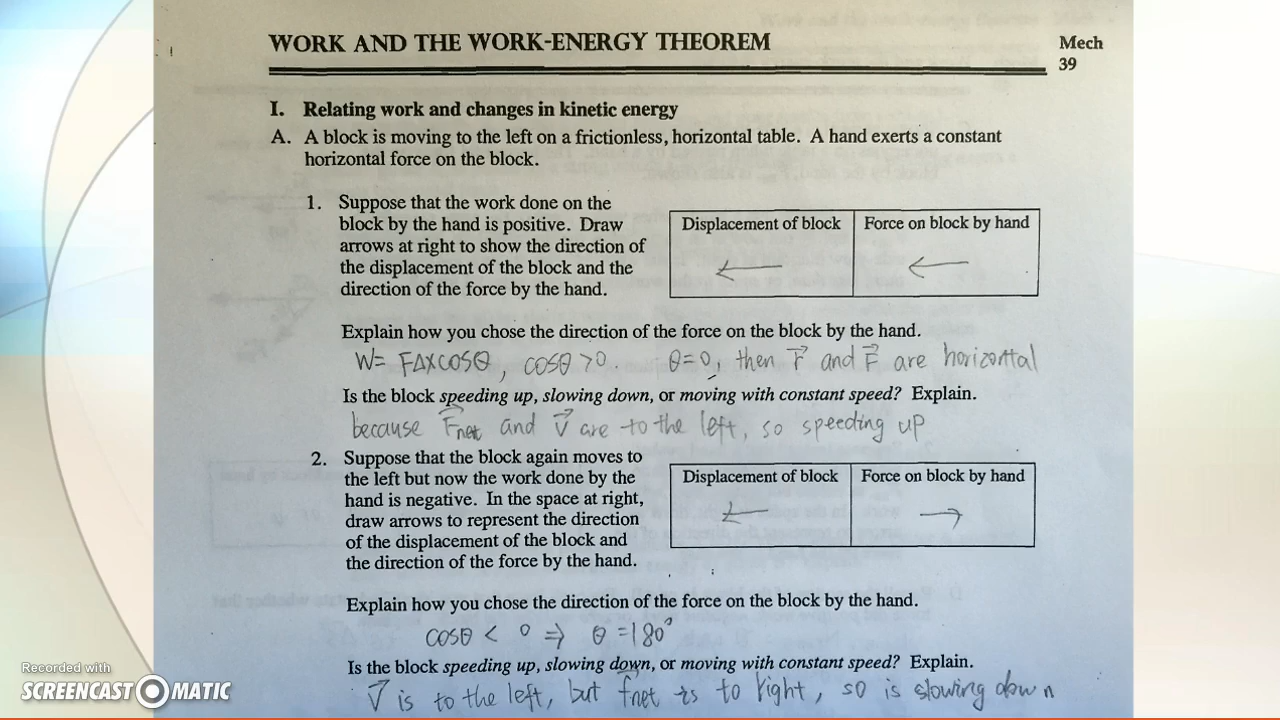 WORK AND THE WORK-ENERGY THEOREM
Mech
39
I. Relating work and changes in kinetic energy
A. A block is moving to the left on a frictionless, horizontal table. A hand exerts a constant
horizontal force on the block.
1. Suppose that the work done on the
block by the hand is positive. Draw
arrows at right to show the direction of
the displacement of the block and the
direction of the force by the hand.
Displacement of block
Force on block by hand
Explain how you chose the direction of the force on the block by the hand.
W= FΔxcosθ, cosθ >0. θ=0, then r⃗ and F⃗ are horizontal
Is the block speeding up, slowing down, or moving with constant speed? Explain.
because F⃗net and V⃗ are to the left, so speeding up
2. Suppose that the block again moves to
the left but now the work done by the
hand is negative. In the space at right,
draw arrows to represent the direction
of the displacement of the block and
the direction of the force by the hand.
Displacement of block
Force on block by hand
Explain how you chose the direction of the force on the block by the hand.
cosθ < 0 ⇒ θ =180°
Is the block speeding up, slowing down, or moving with constant speed? Explain.
V⃗ is to the left, but f⃗net is to right, so is slowing down
Recorded with
SCREENCAST MATIC